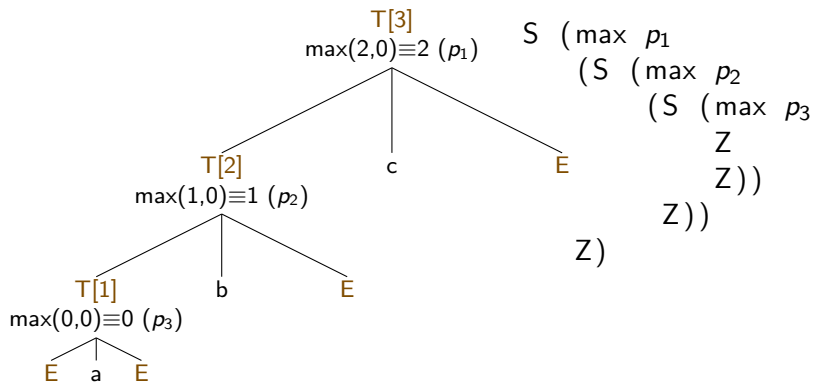 T[3]
max(2,0)≡2 (p₁)
T[2]
c
E
max(1,0)≡1 (p₂)
T[1]
b
E
max(0,0)≡0 (p₃)
E a E
S (max p₁
(S (max p₂
(S (max p₃
Z
Z))
Z))
Z)